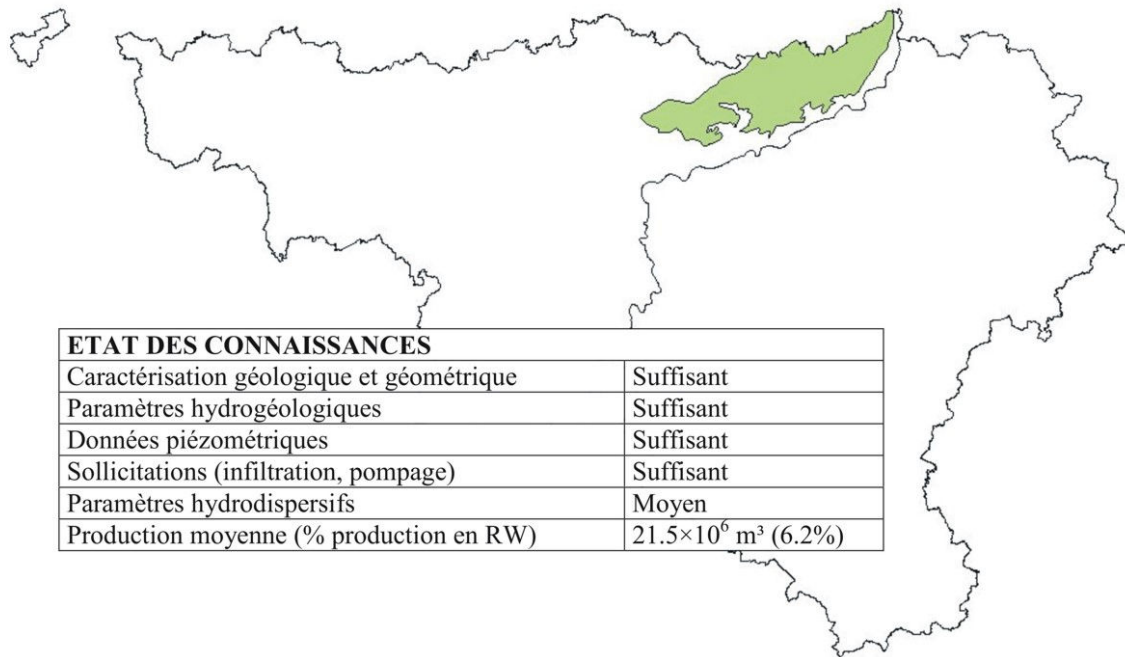 ETAT DES CONNAISSANCES
Caractérisation géologique et géométrique Suffisant
Paramètres hydrogéologiques Suffisant
Données piézométriques Suffisant
Sollicitations (infiltration, pompage) Suffisant
Paramètres hydrodispersifs Moyen
Production moyenne (% production en RW) 21.5×10⁶ m³ (6.2%)